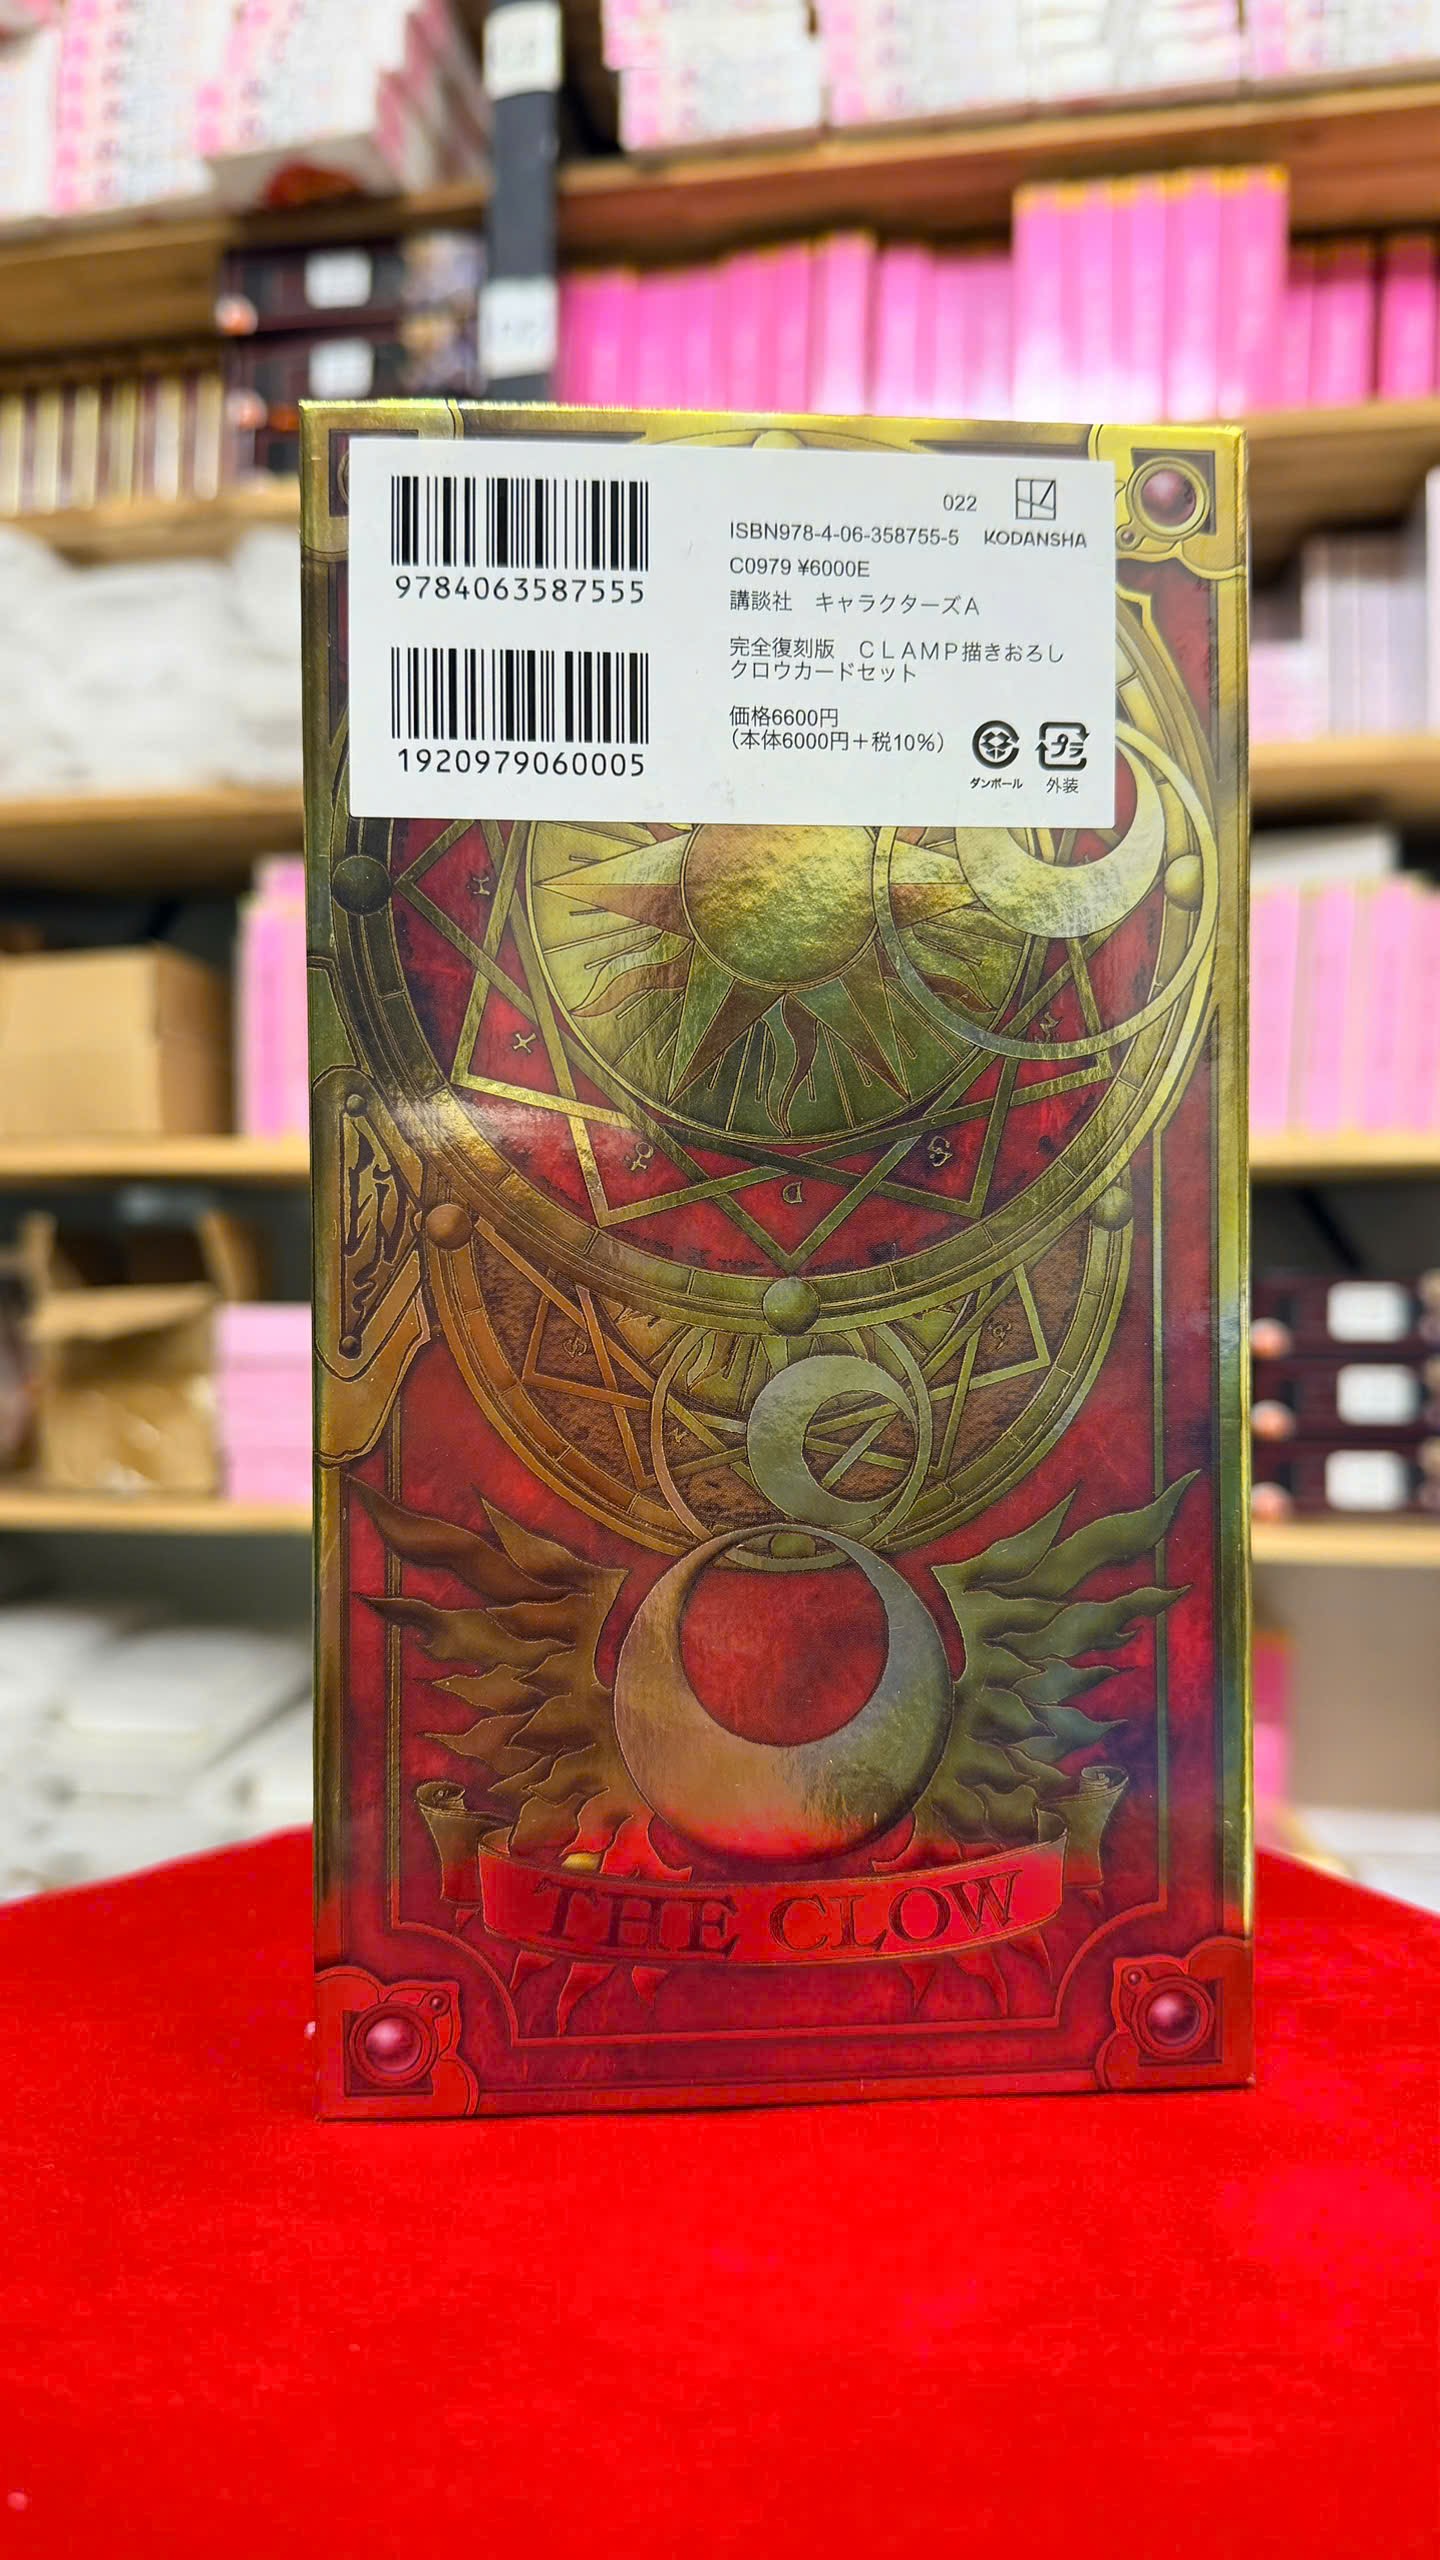 9784063587555
1920979060005
022
ISBN978-4-06-358755-5
KODANSHA
C0979 ¥6000E
講談社　キャラクターズA
完全復刻版　CLAMP描きおろし
クロウカードセット
価格6600円
（本体6000円＋税10%）
ダンボール
プラ
外装
THE CLOW